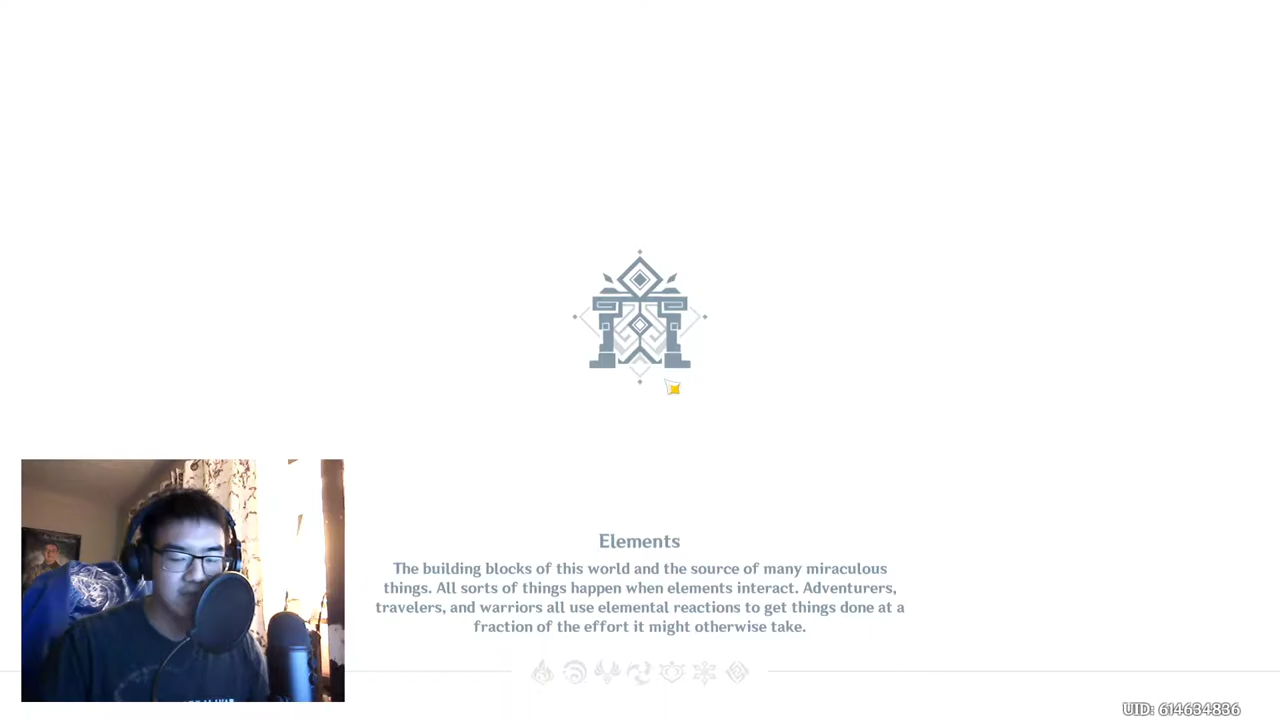 Elements
The building blocks of this world and the source of many miraculous
things. All sorts of things happen when elements interact. Adventurers,
travelers, and warriors all use elemental reactions to get things done at a
fraction of the effort it might otherwise take.
UID: 614634836